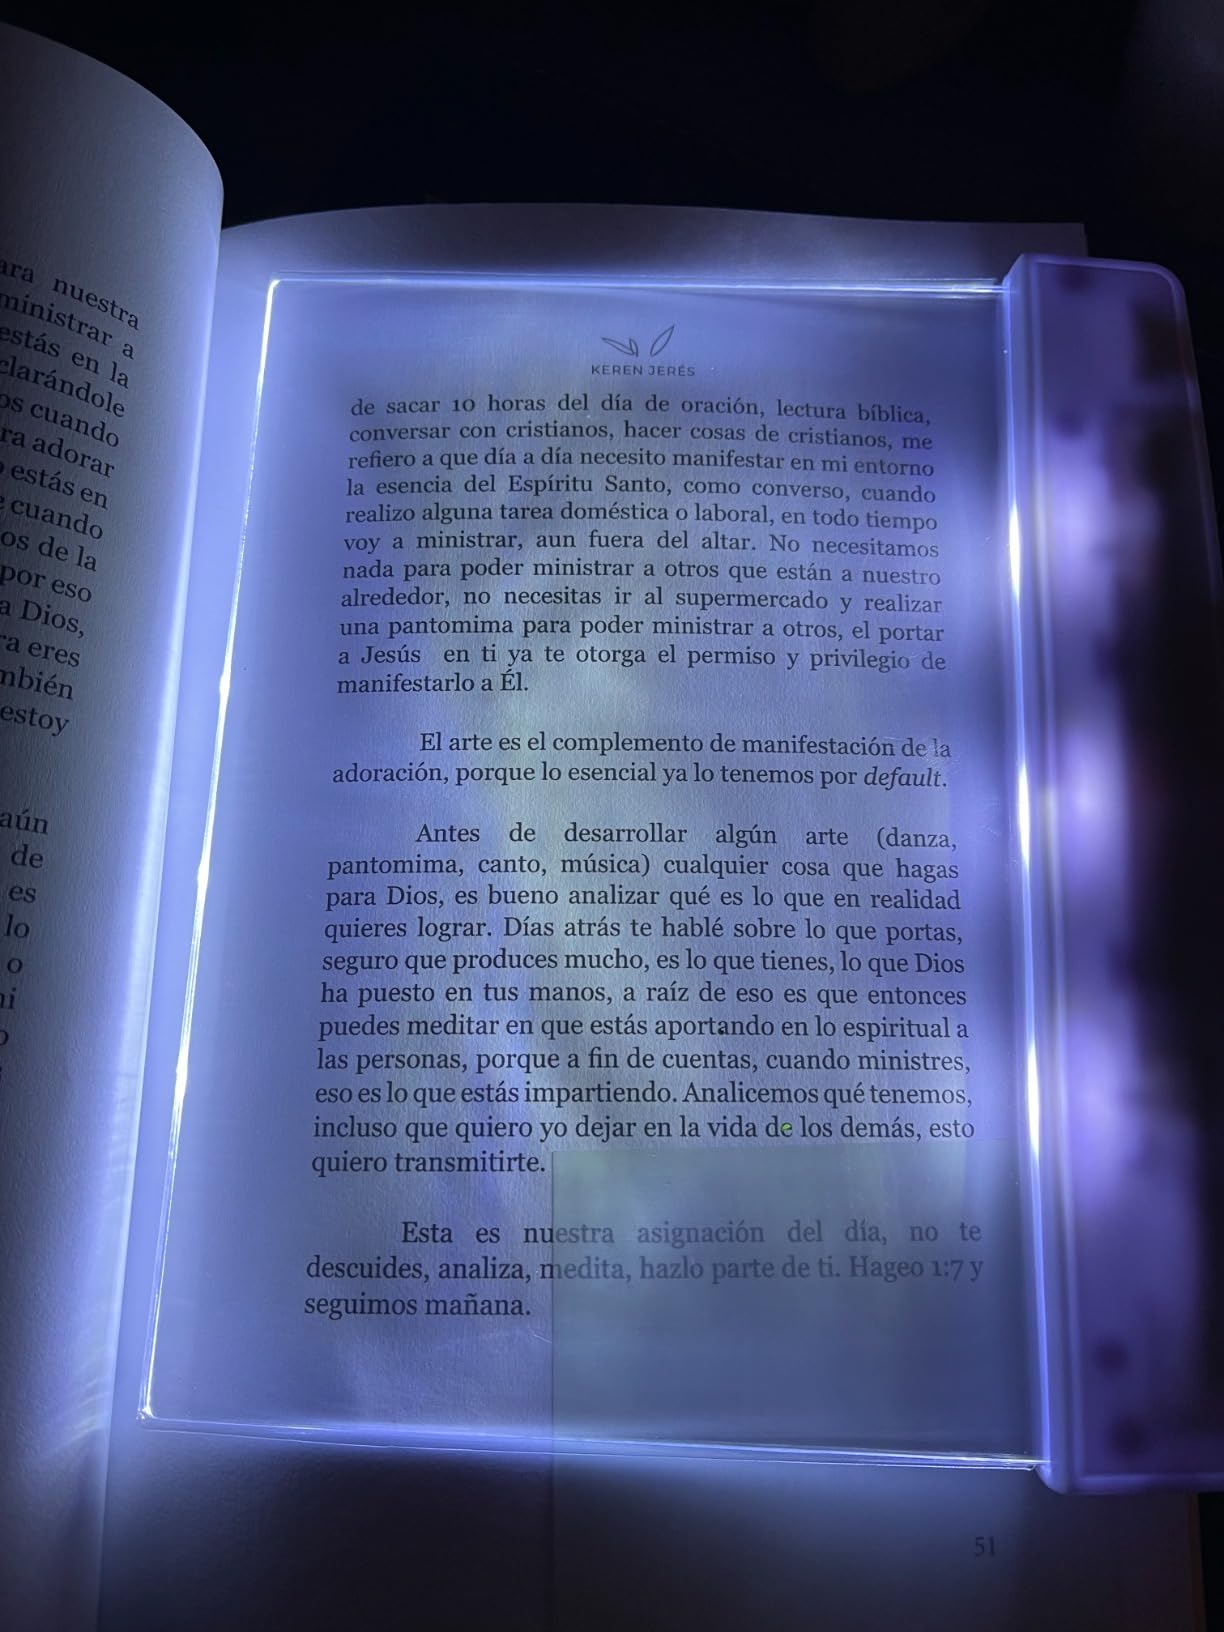 ara nuestra
ministrar a
estás en la
clarándole
os cuando
ra adorar
estás en
cuando
os de la
por eso
a Dios,
ra eres
mbién
estoy
aún
de
es
lo
o
KEREN JERÉS
de sacar 10 horas del día de oración, lectura bíblica,
conversar con cristianos, hacer cosas de cristianos, me
refiero a que día a día necesito manifestar en mi entorno
la esencia del Espíritu Santo, como converso, cuando
realizo alguna tarea doméstica o laboral, en todo tiempo
voy a ministrar, aun fuera del altar. No necesitamos
nada para poder ministrar a otros que están a nuestro
alrededor, no necesitas ir al supermercado y realizar
una pantomima para poder ministrar a otros, el portar
a Jesús en ti ya te otorga el permiso y privilegio de
manifestarlo a Él.
El arte es el complemento de manifestación de la
adoración, porque lo esencial ya lo tenemos por default.
Antes de desarrollar algún arte (danza,
pantomima, canto, música) cualquier cosa que hagas
para Dios, es bueno analizar qué es lo que en realidad
quieres lograr. Días atrás te hablé sobre lo que portas,
seguro que produces mucho, es lo que tienes, lo que Dios
ha puesto en tus manos, a raíz de eso es que entonces
puedes meditar en que estás aportando en lo espiritual a
las personas, porque a fin de cuentas, cuando ministres,
eso es lo que estás impartiendo. Analicemos qué tenemos,
incluso que quiero yo dejar en la vida de los demás, esto
quiero transmitirte.
Esta es nuestra asignación del día, no te
descuides, analiza, medita, hazlo parte de ti. Hageo 1:7 y
seguimos mañana.
51